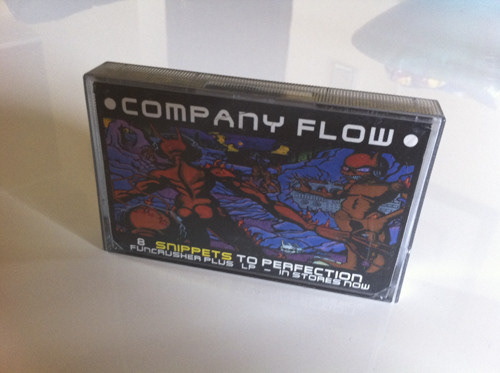 COMPANY FLOW
8 SNIPPETS TO PERFECTION
FUNCRUSHER PLUS LP - IN STORES NOW